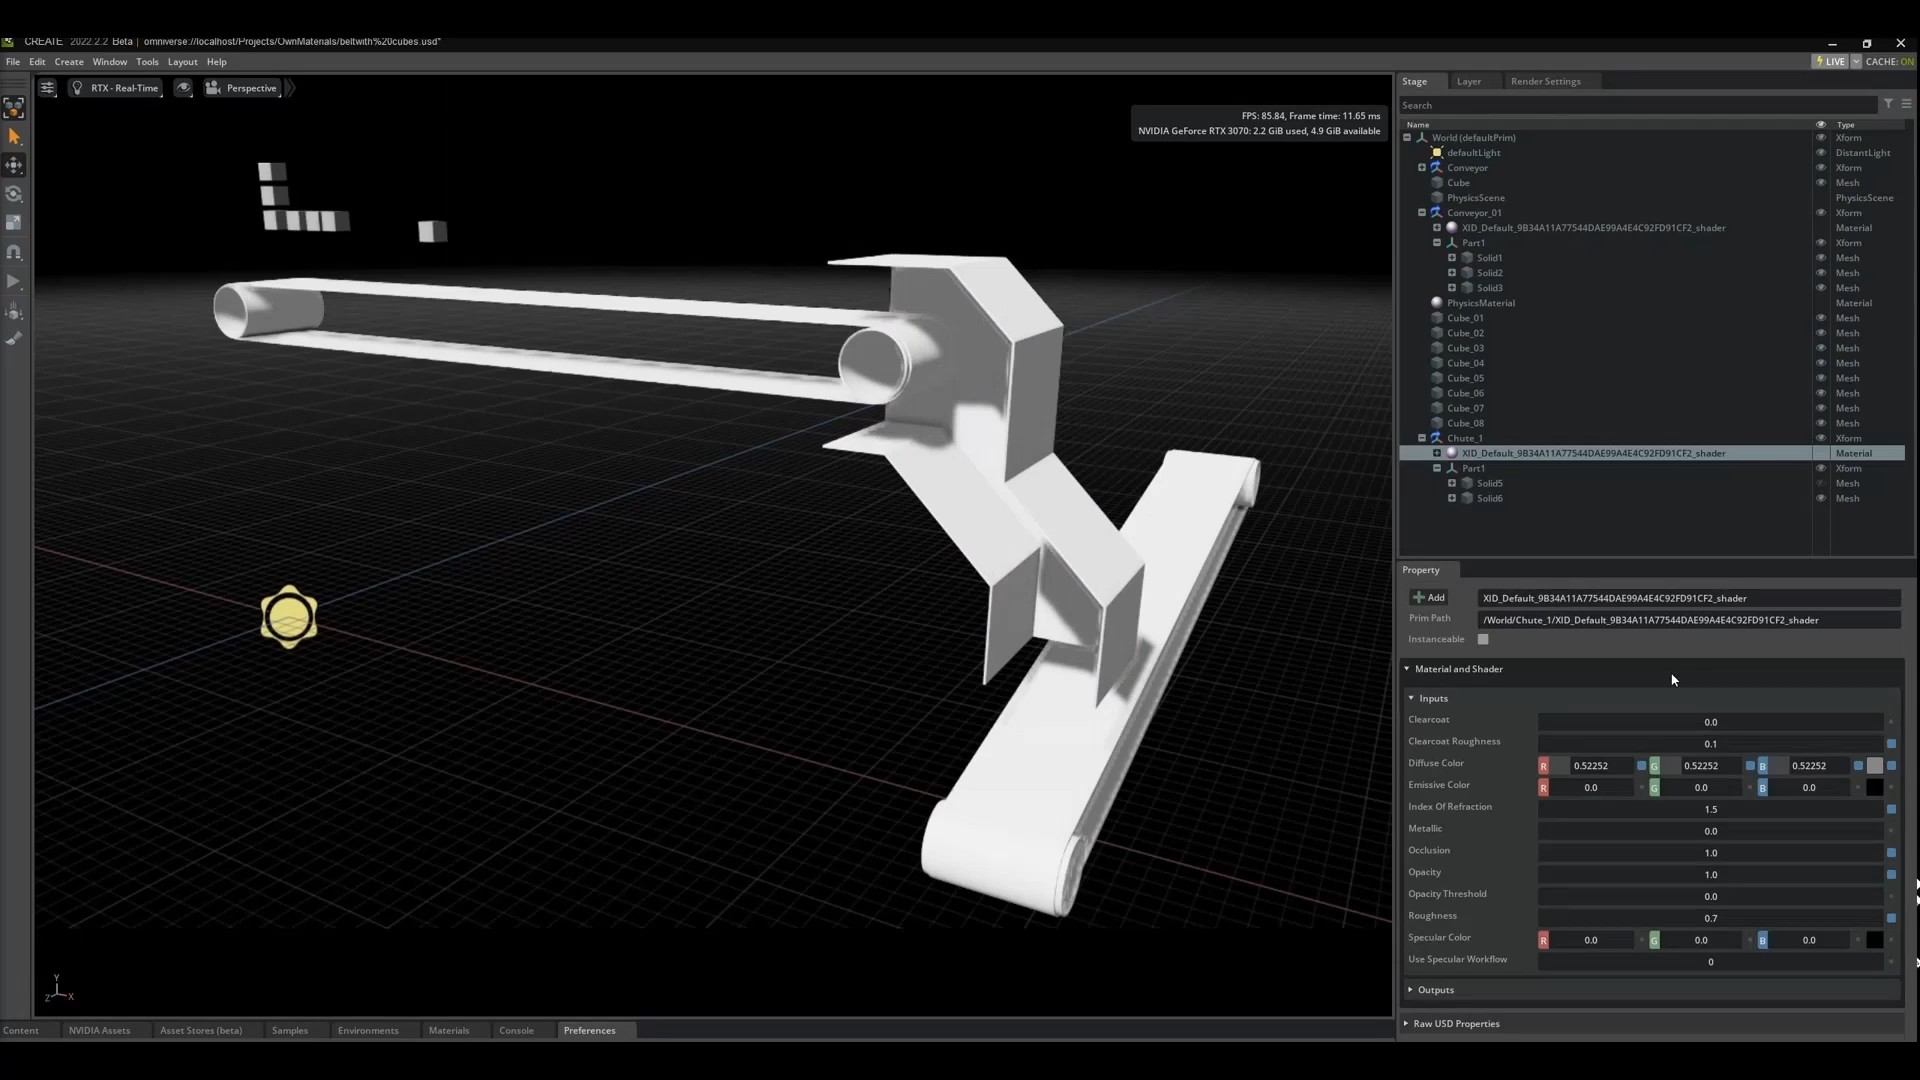 CREATE 2022.2.2 Beta | omniverse://localhost/Projects/OwnMaterials/beltwith%20cubes.usd*
File Edit Create Window Tools Layout Help
LIVE CACHE: ON
RTX - Real-Time Perspective
FPS: 85.84, Frame time: 11.65 ms
NVIDIA GeForce RTX 3070: 2.2 GiB used, 4.9 GiB available
Y
Z X
Stage Layer Render Settings
Search
Name Type
World (defaultPrim) Xform
defaultLight DistantLight
Conveyor Xform
Cube Mesh
PhysicsScene PhysicsScene
Conveyor_01 Xform
XID_Default_9B34A11A77544DAE99A4E4C92FD91CF2_shader Material
Part1 Xform
Solid1 Mesh
Solid2 Mesh
Solid3 Mesh
PhysicsMaterial Material
Cube_01 Mesh
Cube_02 Mesh
Cube_03 Mesh
Cube_04 Mesh
Cube_05 Mesh
Cube_06 Mesh
Cube_07 Mesh
Cube_08 Mesh
Chute_1 Xform
XID_Default_9B34A11A77544DAE99A4E4C92FD91CF2_shader Material
Part1 Xform
Solid5 Mesh
Solid6 Mesh
Property
Add XID_Default_9B34A11A77544DAE99A4E4C92FD91CF2_shader
Prim Path /World/Chute_1/XID_Default_9B34A11A77544DAE99A4E4C92FD91CF2_shader
Instanceable
Material and Shader
Inputs
Clearcoat 0.0
Clearcoat Roughness 0.1
Diffuse Color R 0.52252 G 0.52252 B 0.52252
Emissive Color R 0.0 G 0.0 B 0.0
Index Of Refraction 1.5
Metallic 0.0
Occlusion 1.0
Opacity 1.0
Opacity Threshold 0.0
Roughness 0.7
Specular Color R 0.0 G 0.0 B 0.0
Use Specular Workflow 0
Outputs
Raw USD Properties
Content NVIDIA Assets Asset Stores (beta) Samples Environments Materials Console Preferences